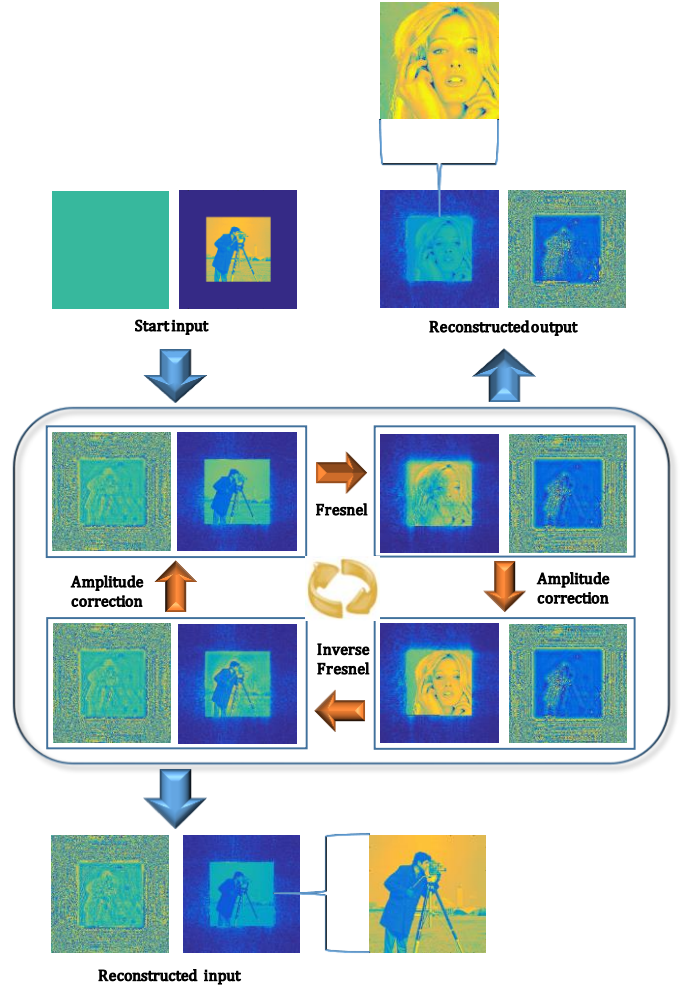 Start input
Reconstructed output
Fresnel
Amplitude
correction
Amplitude
correction
Inverse
Fresnel
Reconstructed input